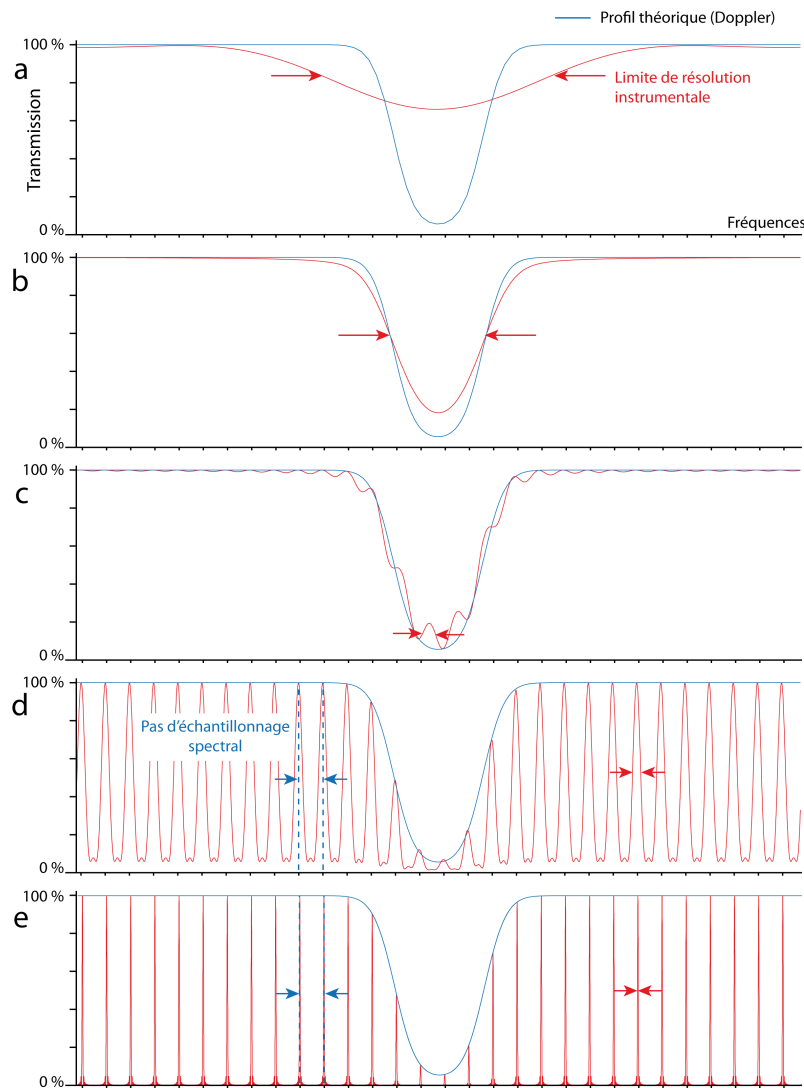 Profil théorique (Doppler)
100 %
a
Limite de résolution
instrumentale
Transmission
0 %
Fréquences
100 %
b
0 %
100 %
c
0 %
100 %
d
Pas d'échantillonnage
spectral
0 %
100 %
e
0 %